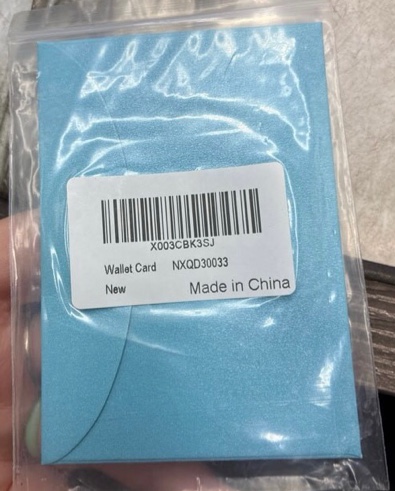 X003CBK3SJ
Wallet Card NXQD30033
New
Made in China